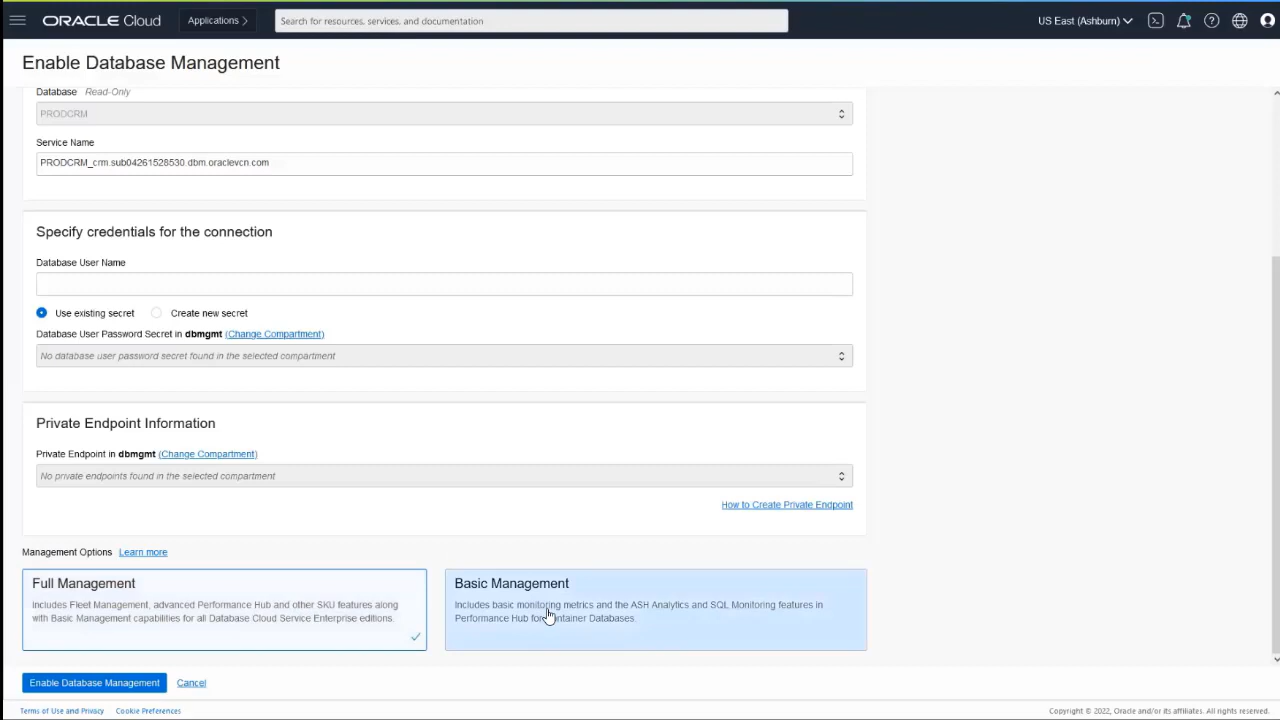 ORACLE Cloud
Applications
Search for resources, services, and documentation
US East (Ashburn)
Enable Database Management
Database Read-Only
PRODCRM
Service Name
PRODCRM_crm.sub04261528530.dbm.oraclevcn.com
Specify credentials for the connection
Database User Name
Use existing secret
Create new secret
Database User Password Secret in dbmgmt (Change Compartment)
No database user password secret found in the selected compartment
Private Endpoint Information
Private Endpoint in dbmgmt (Change Compartment)
No private endpoints found in the selected compartment
How to Create Private Endpoint
Management Options Learn more
Full Management
Includes Fleet Management, advanced Performance Hub and other SKU features along
with Basic Management capabilities for all Database Cloud Service Enterprise editions.
Basic Management
Includes basic monitoring metrics and the ASH Analytics and SQL Monitoring features in
Performance Hub for Container Databases.
Enable Database Management
Cancel
Terms of Use and Privacy
Cookie Preferences
Copyright © 2022, Oracle and/or its affiliates. All rights reserved.